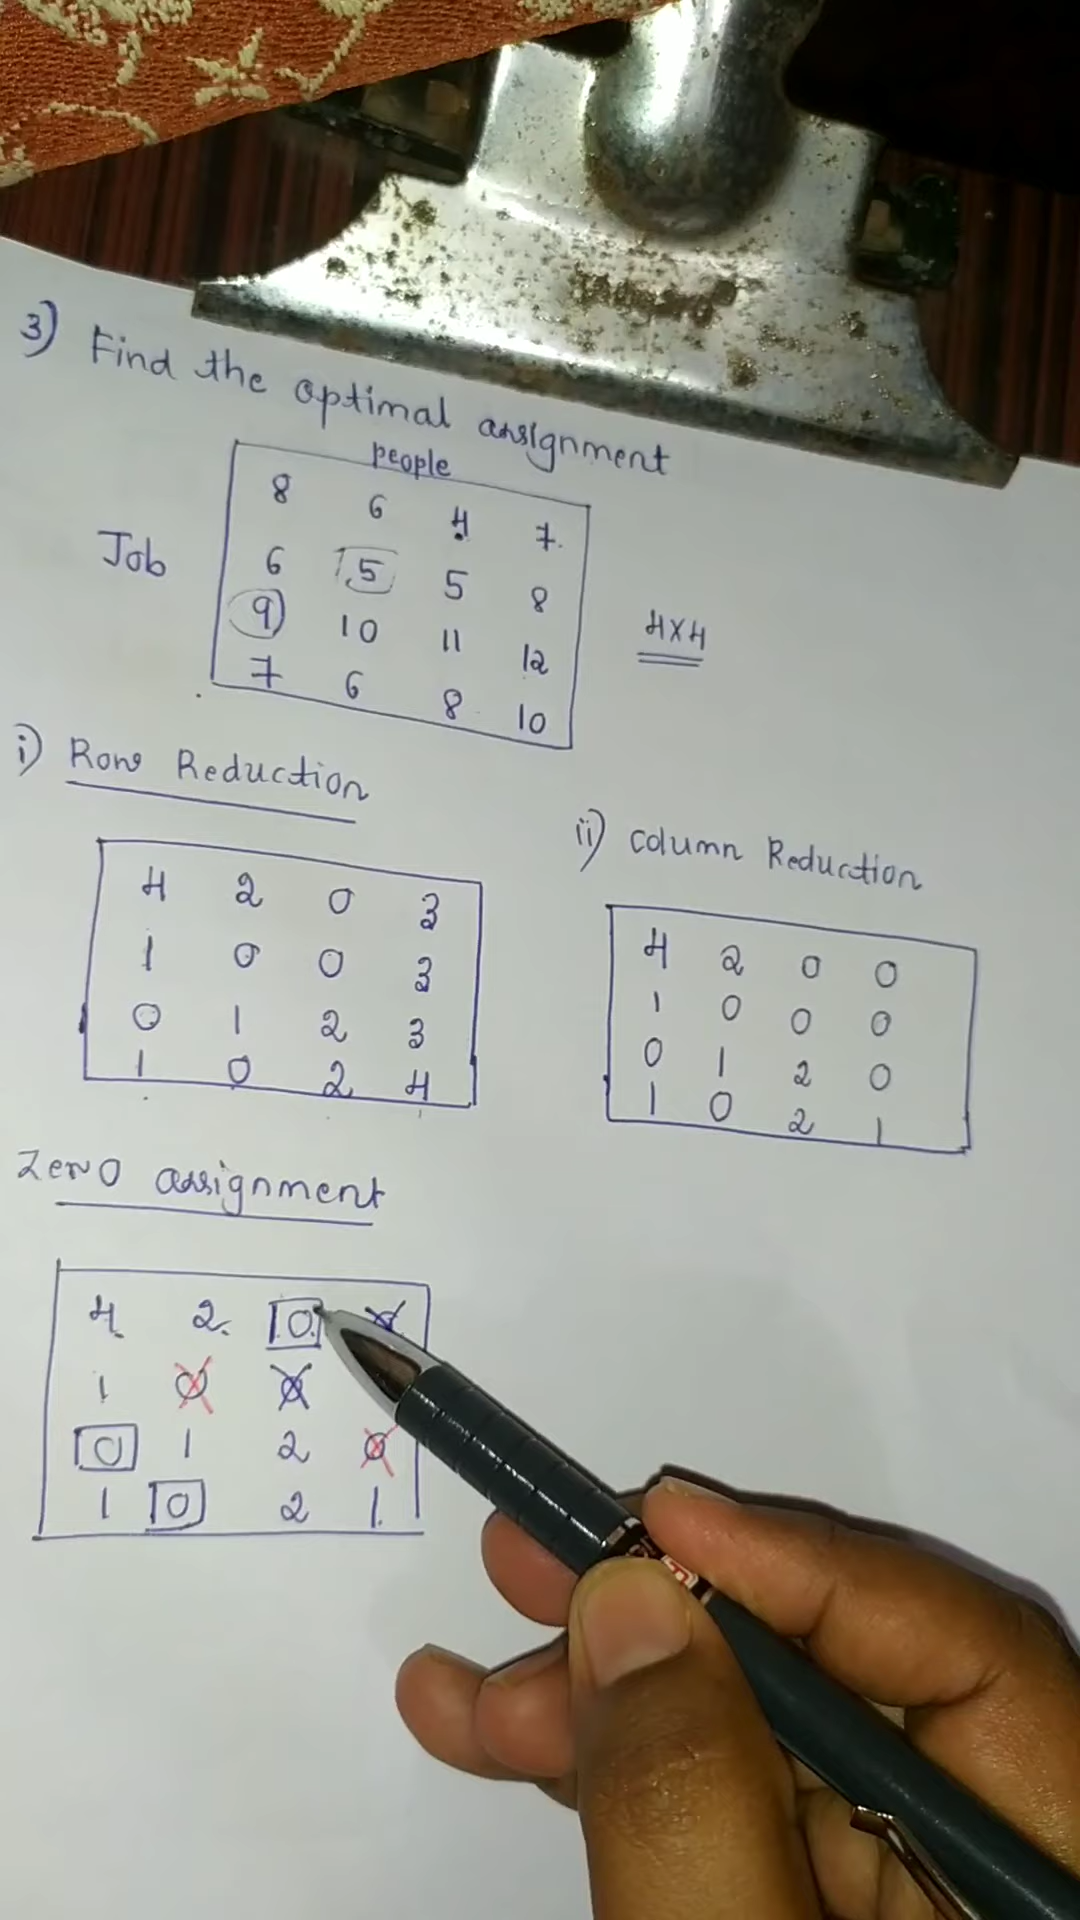 3) Find the optimal assignment
people
Job
8 6 4 7
6 5 5 8
9 10 11 12
7 6 8 10
4x4
i) Row Reduction
4 2 0 3
1 0 0 3
0 1 2 3
1 0 2 4
ii) column Reduction
4 2 0 0
1 0 0 0
0 1 2 0
1 0 2 1
Zero assignment
4 2 0 0
1 0 0
0 1 2 0
1 0 2 1